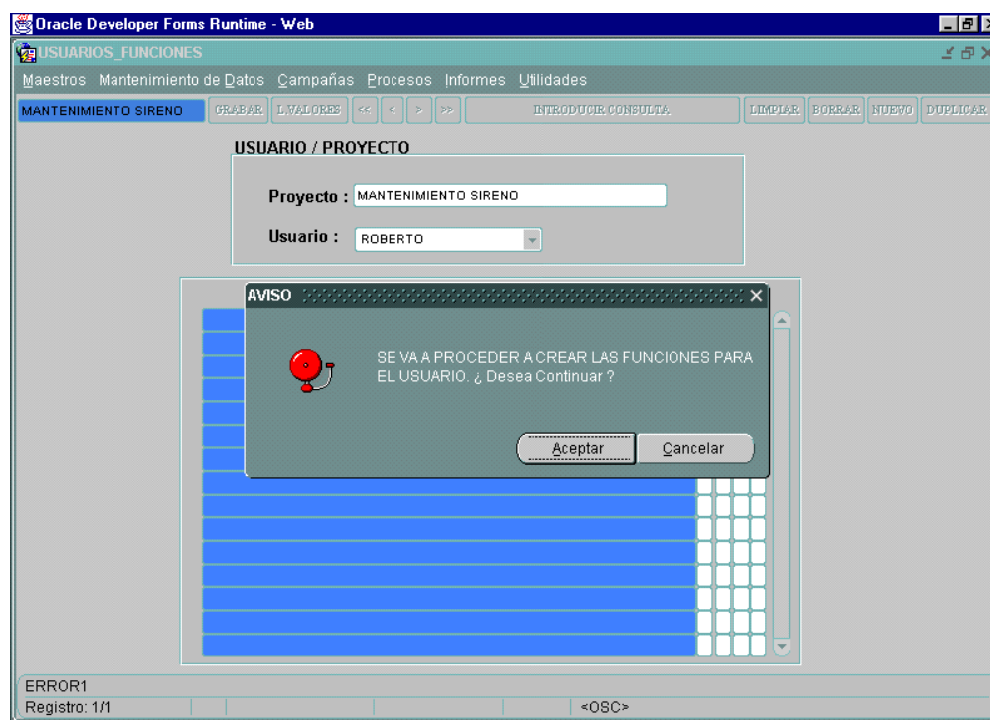 Oracle Developer Forms Runtime - Web
USUARIOS_FUNCIONES
Maestros Mantenimiento de Datos Campañas Procesos Informes Utilidades
MANTENIMIENTO SIRENO GRABAR L.VALORES << < > >> INTRODUCIR CONSULTA LIMPIAR BORRAR NUEVO DUPLICAR
USUARIO / PROYECTO
Proyecto : MANTENIMIENTO SIRENO
Usuario : ROBERTO
AVISO
SE VA A PROCEDER A CREAR LAS FUNCIONES PARA
EL USUARIO. ¿ Desea Continuar ?
Aceptar Cancelar
ERROR1
Registro: 1/1 <OSC>